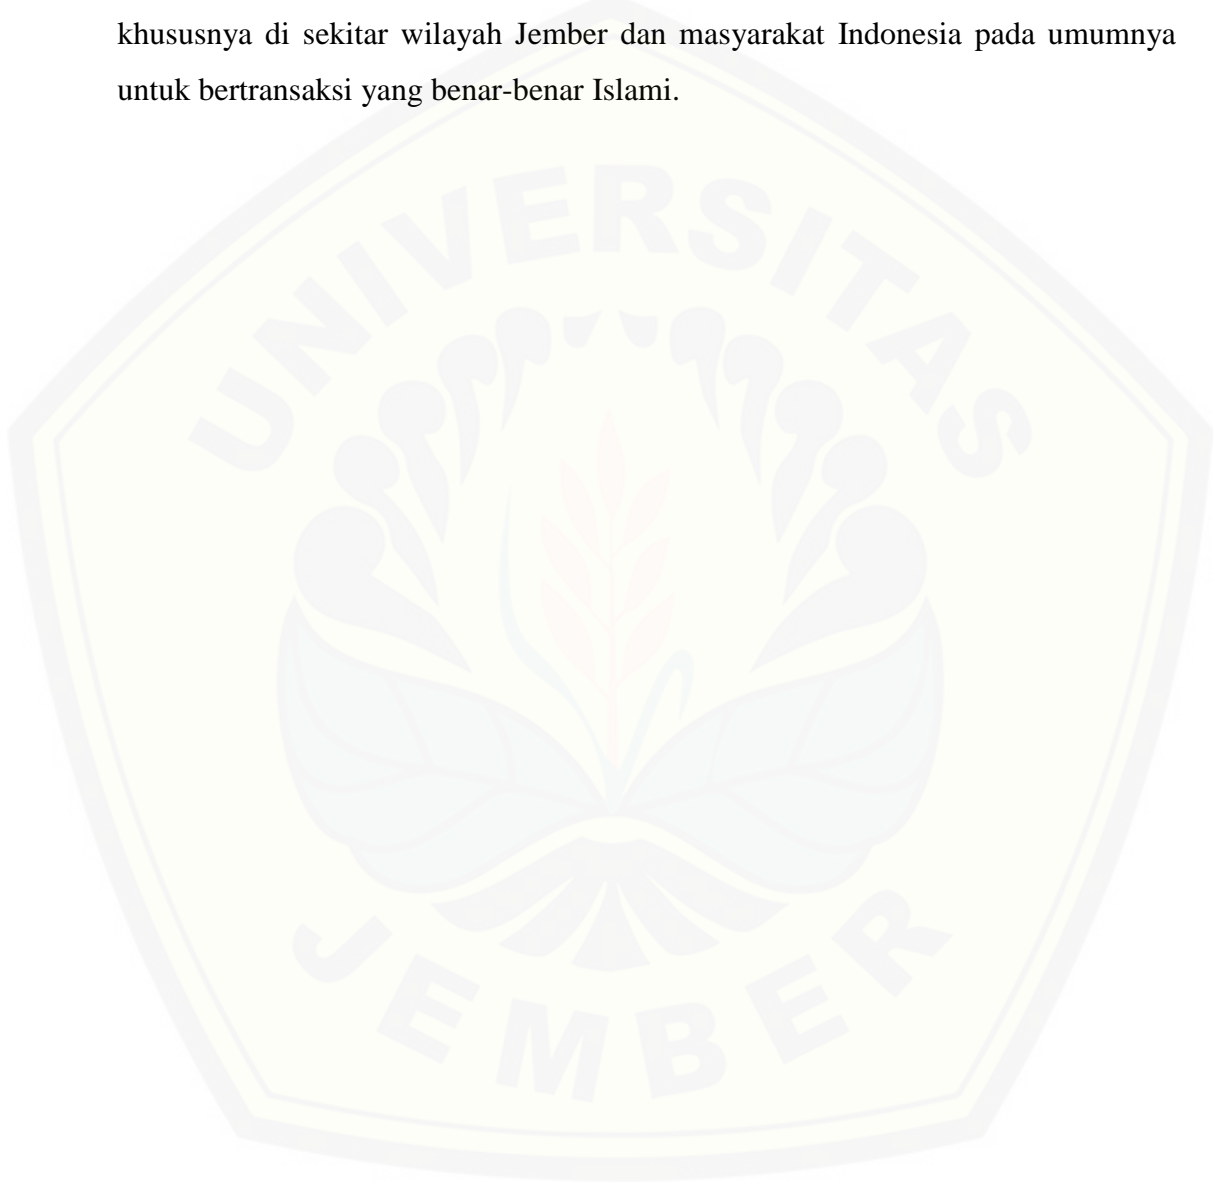 khususnya di sekitar wilayah Jember dan masyarakat Indonesia pada umumnya
untuk bertransaksi yang benar-benar Islami.
UNIVERSITAS
JEMBER